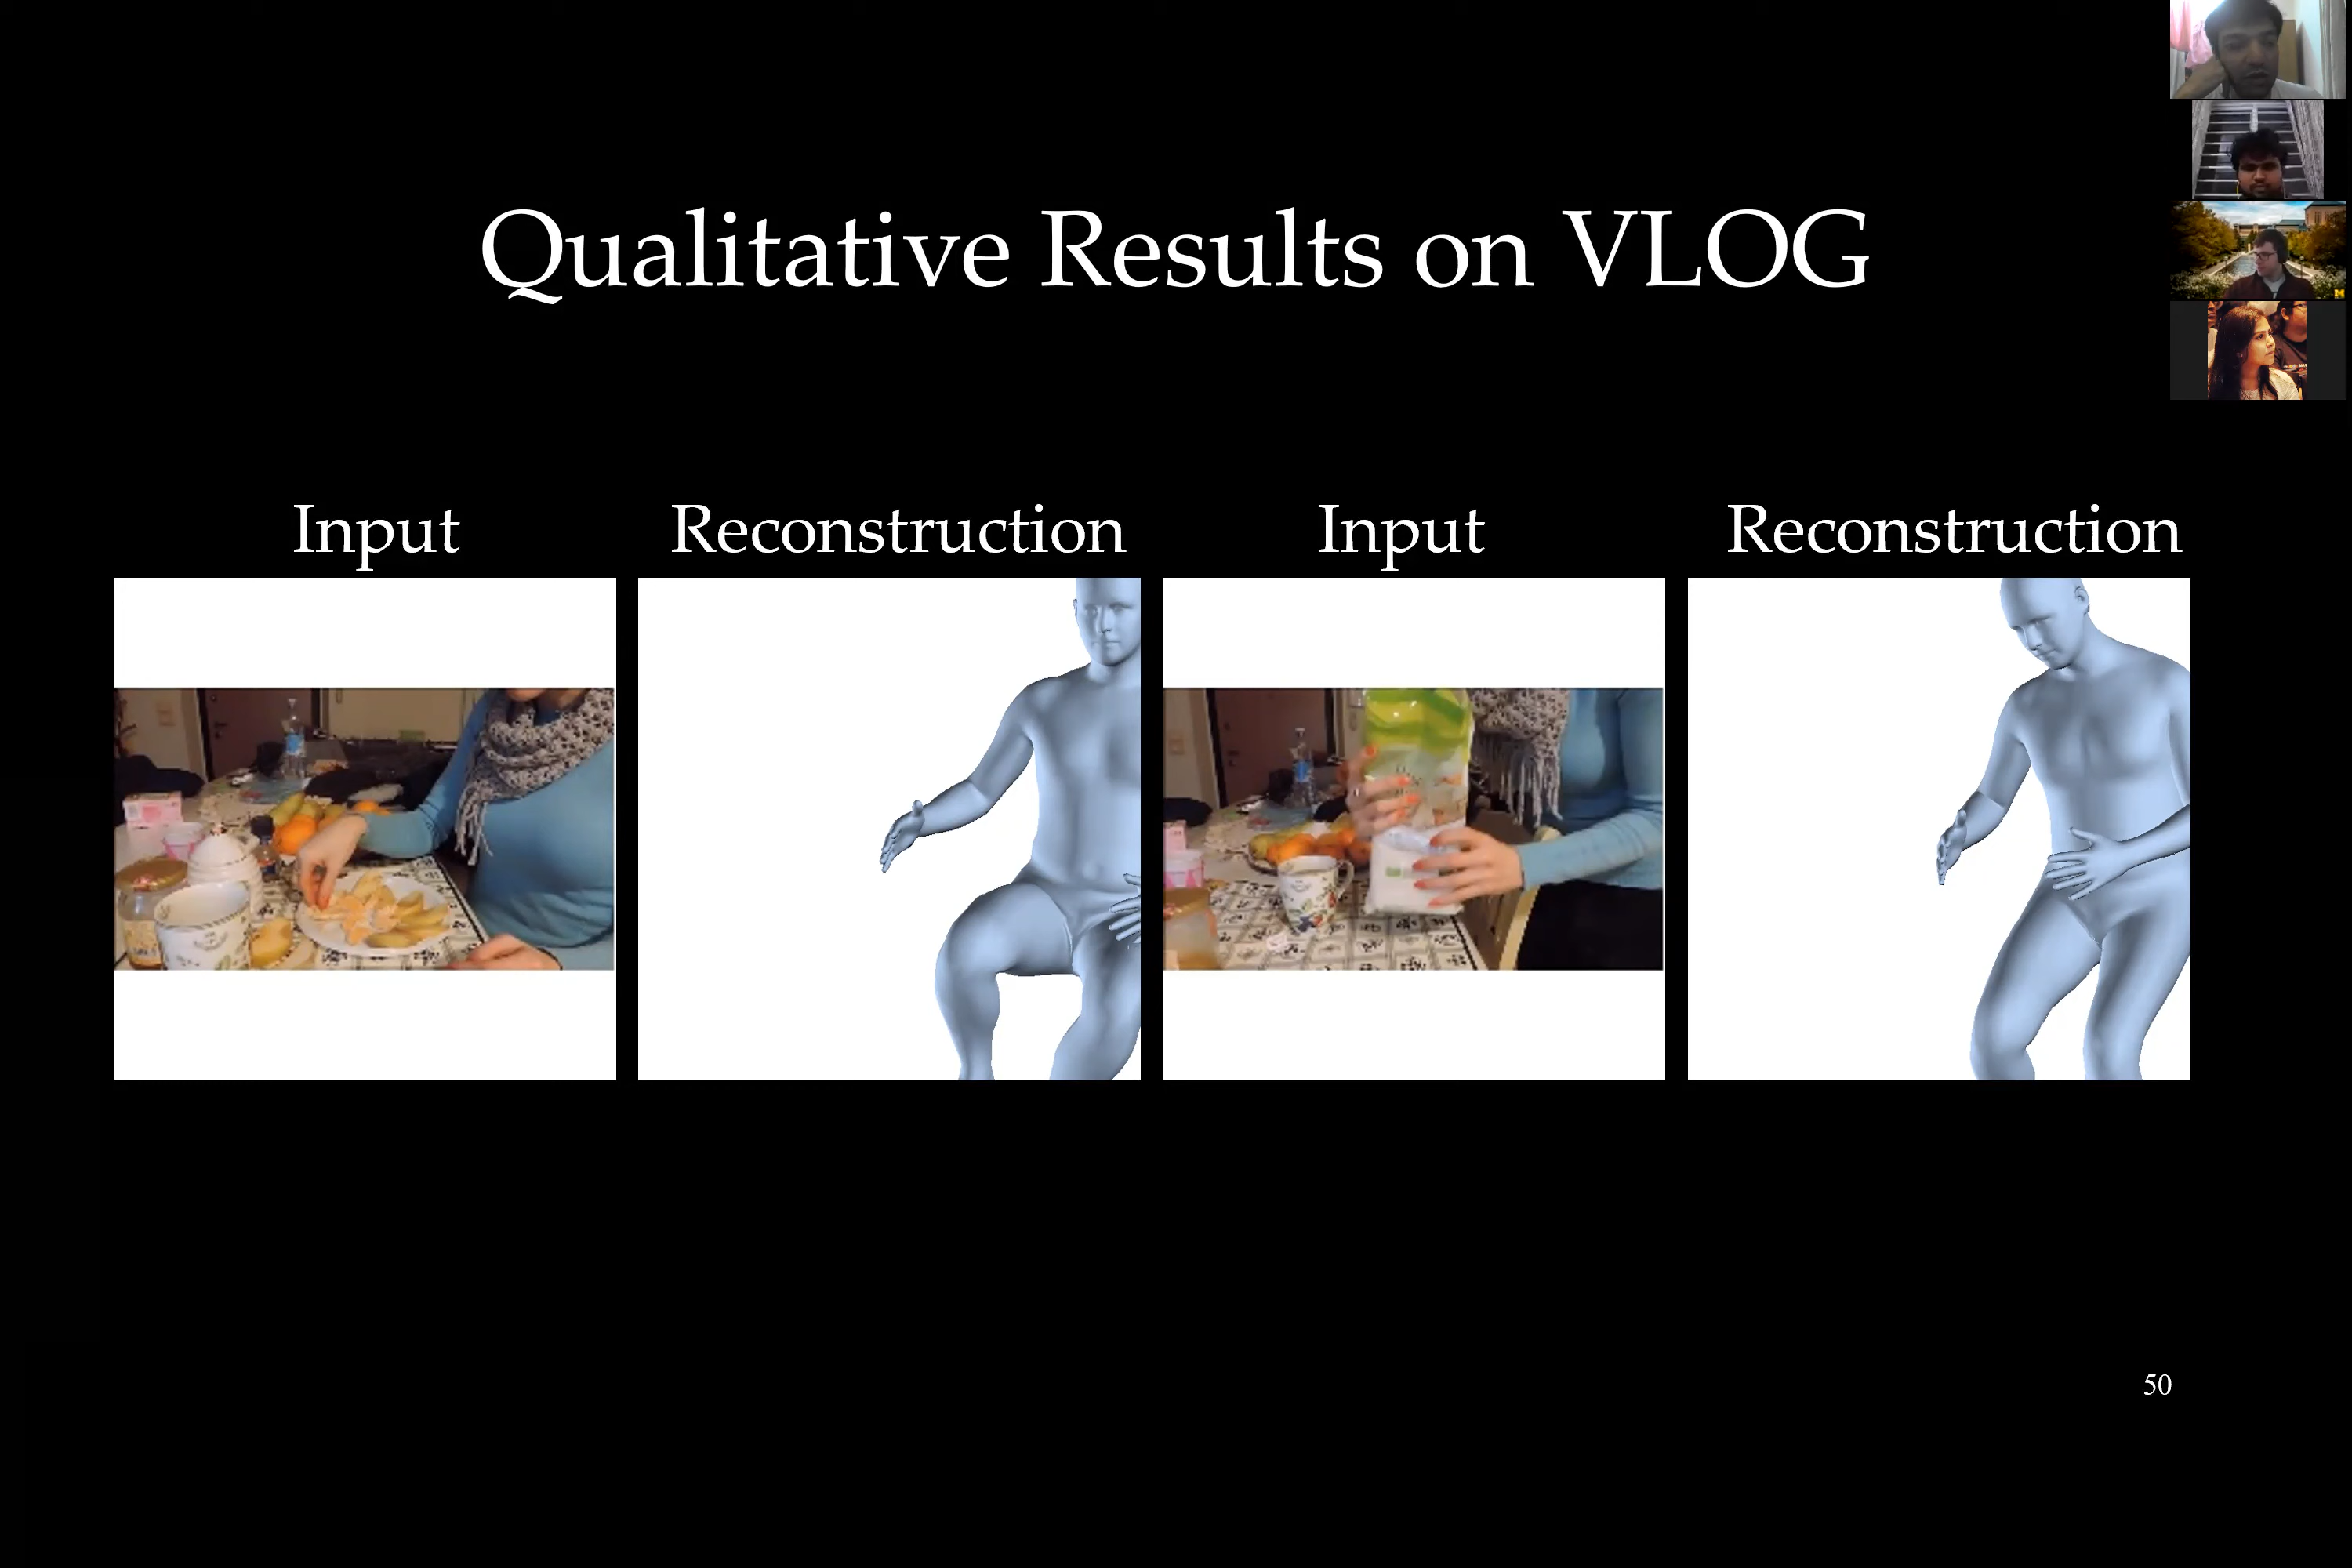 Qualitative Results on VLOG
Input
Reconstruction
Input
Reconstruction
50